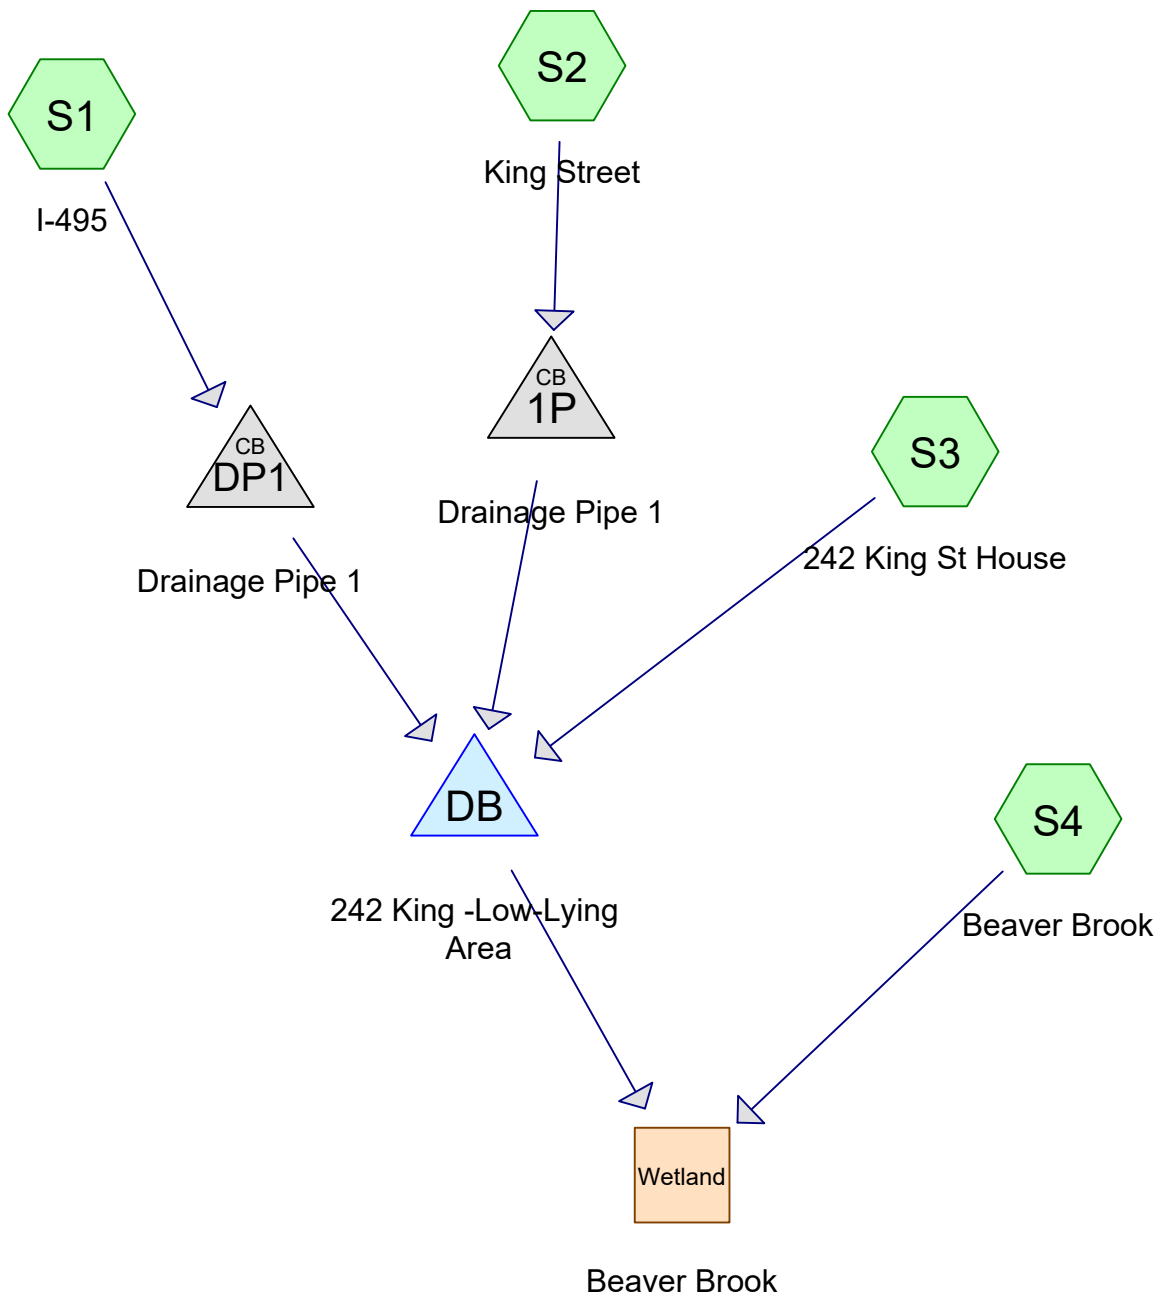 S2
S1
King Street
I-495
CB
1P
S3
CB
DP1
Drainage Pipe 1
242 King St House
Drainage Pipe 1
DB
S4
242 King -Low-Lying
Area
Beaver Brook
Wetland
Beaver Brook